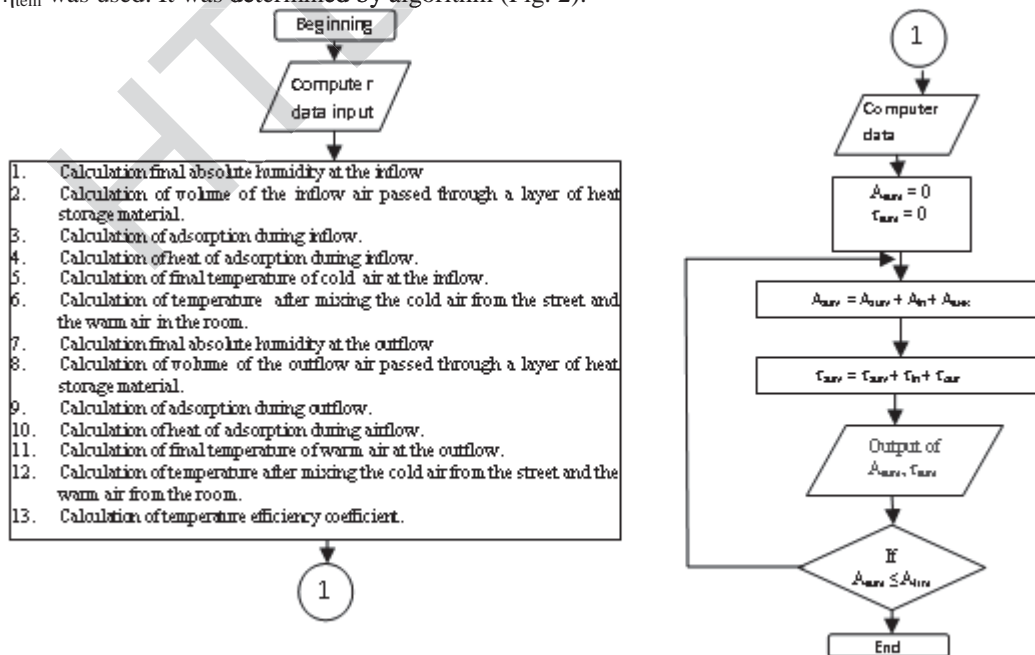 ηtem was used. It was determined by algorithm (Fig. 2).
Beginning
Computer
data input
1. Calculation final absolute humidity at the inflow
2. Calculation of volume of the inflow air passed through a layer of heat
storage material.
3. Calculation of adsorption during inflow.
4. Calculation of heat of adsorption during inflow.
5. Calculation of final temperature of cold air at the inflow.
6. Calculation of temperature after mixing the cold air from the street and
the warm air in the room.
7. Calculation final absolute humidity at the outflow
8. Calculation of volume of the outflow air passed through a layer of heat
storage material.
9. Calculation of adsorption during outflow.
10. Calculation of heat of adsorption during airflow.
11. Calculation of final temperature of warm air at the outflow.
12. Calculation of temperature after mixing the cold air from the street and the
warm air from the room.
13. Calculation of temperature efficiency coefficient.
1
1
Computer
data
= 0
= 0
Output of
If
End